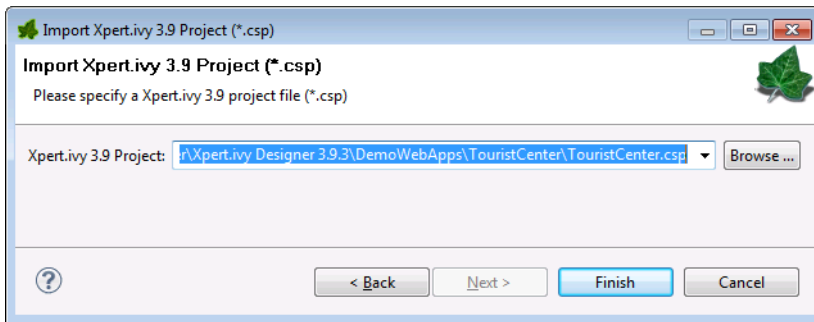 Import Xpert.ivy 3.9 Project (*.csp)
Import Xpert.ivy 3.9 Project (*.csp)
Please specify a Xpert.ivy 3.9 project file (*.csp)
Xpert.ivy 3.9 Project: r\Xpert.ivy Designer 3.9.3\DemoWebApps\TouristCenter\TouristCenter.csp Browse ...
? < Back Next > Finish Cancel